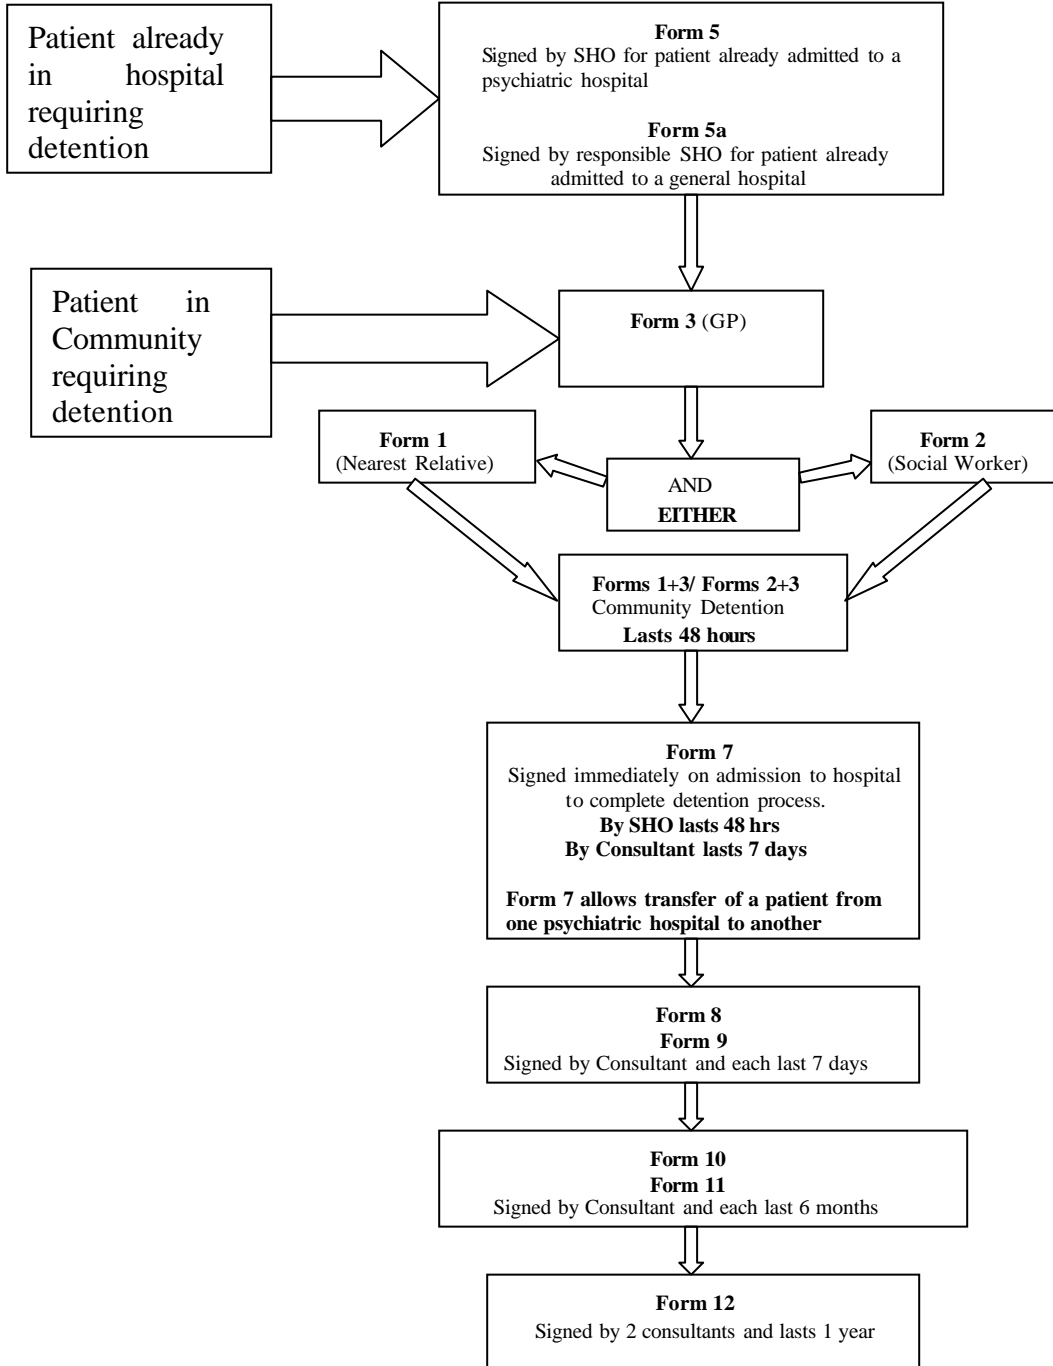 Patient already
in hospital
requiring
detention
Form 5
Signed by SHO for patient already admitted to a
psychiatric hospital
Form 5a
Signed by responsible SHO for patient already
admitted to a general hospital
Patient in
Community
requiring
detention
Form 3 (GP)
Form 1
(Nearest Relative)
AND
EITHER
Form 2
(Social Worker)
Forms 1+3/ Forms 2+3
Community Detention
Lasts 48 hours
Form 7
Signed immediately on admission to hospital
to complete detention process.
By SHO lasts 48 hrs
By Consultant lasts 7 days
Form 7 allows transfer of a patient from
one psychiatric hospital to another
Form 8
Form 9
Signed by Consultant and each last 7 days
Form 10
Form 11
Signed by Consultant and each last 6 months
Form 12
Signed by 2 consultants and lasts 1 year